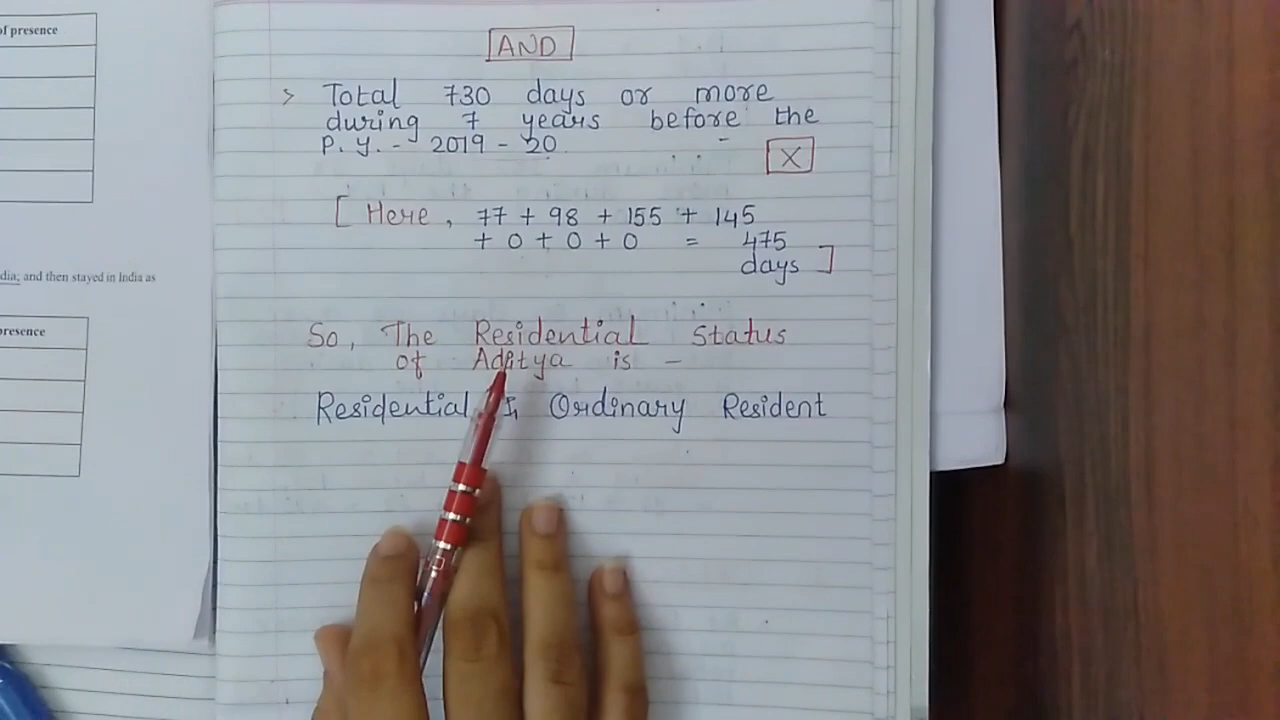 of presence
dia; and then stayed in India as
presence
AND
> Total 730 days or more
during 7 years before the
P. Y. - 2019 - 20
X
[ Here, 77 + 98 + 155 + 145
+ 0 + 0 + 0 = 475
days ]
So, The Residential Status
of Aditya is -
Residential Ordinary Resident